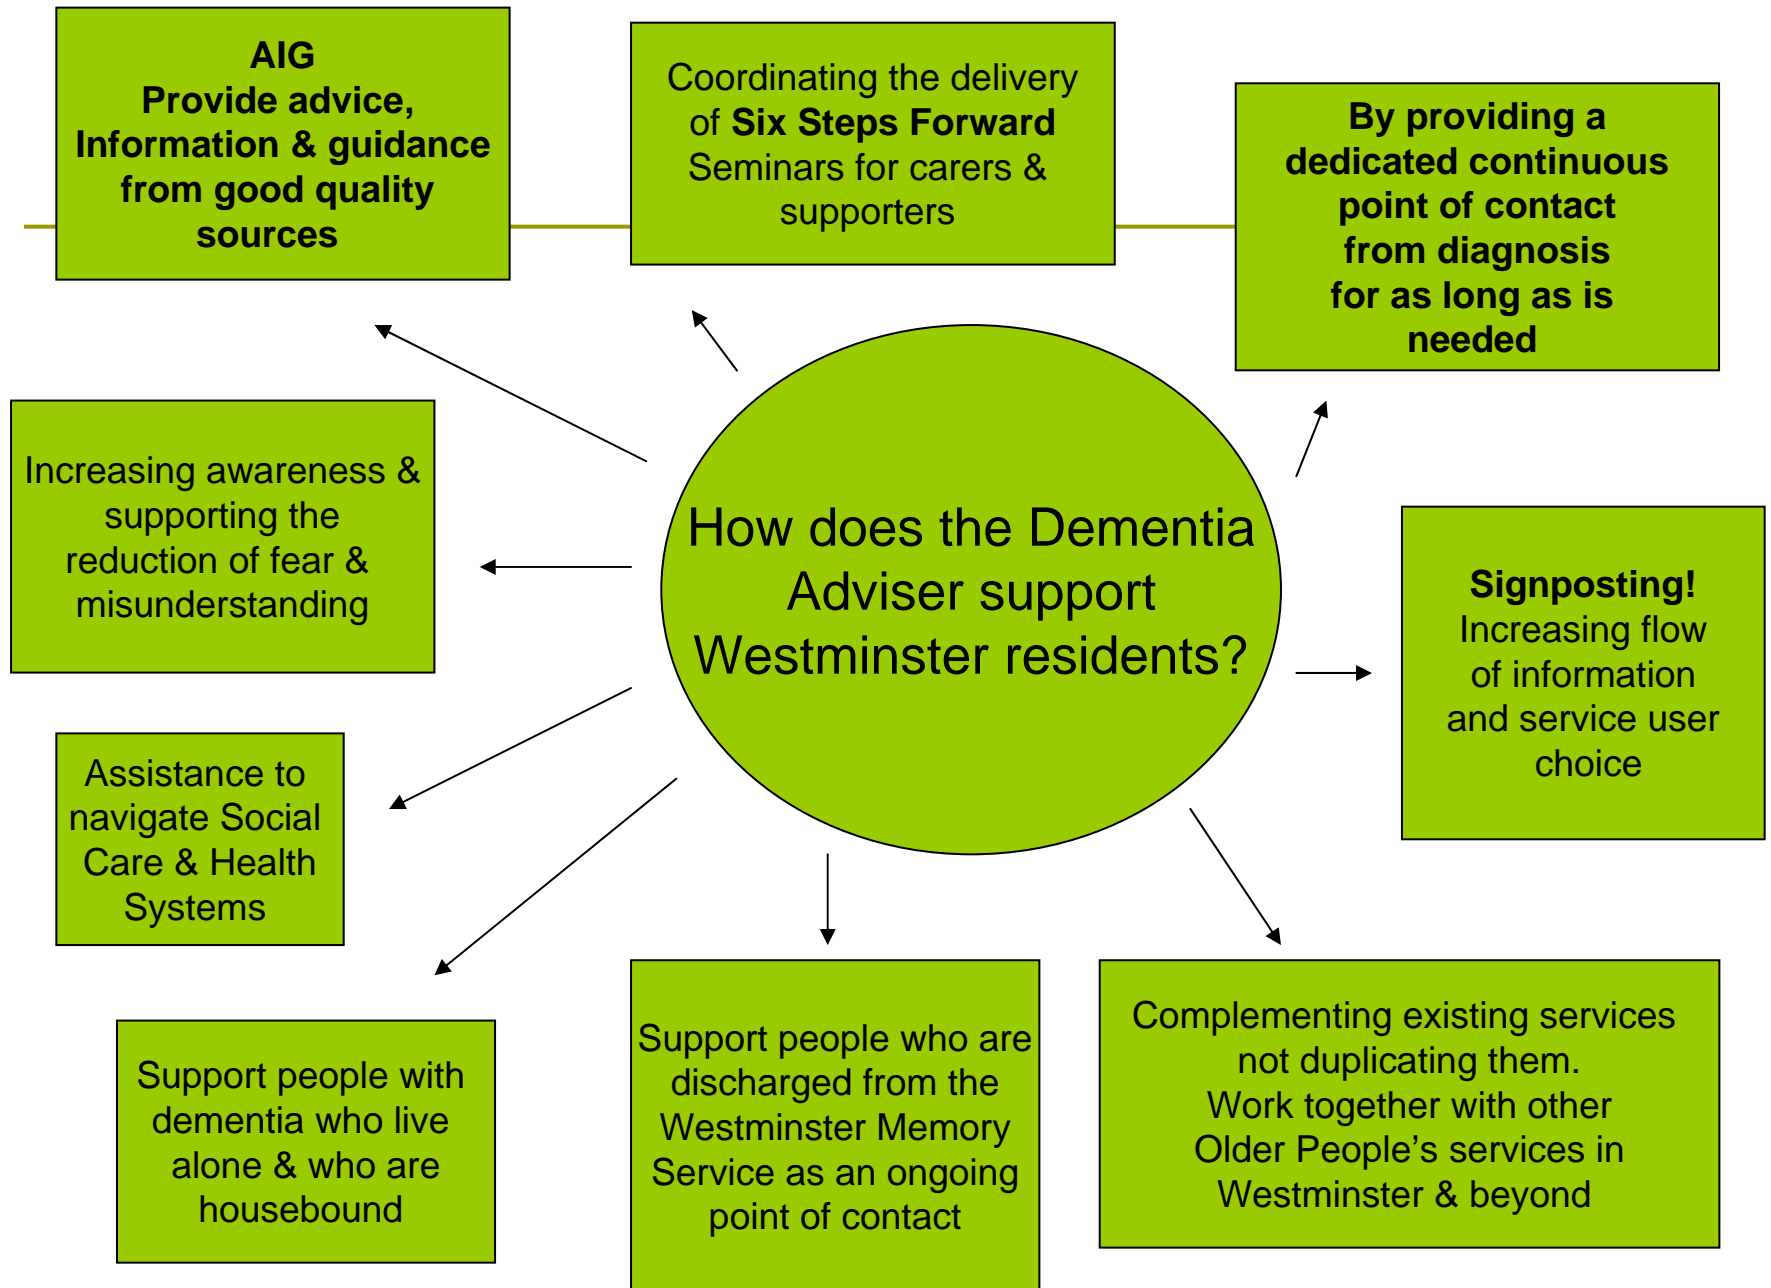 AIG
Provide advice,
Information & guidance
from good quality
sources
Coordinating the delivery
of Six Steps Forward
Seminars for carers &
supporters
By providing a
dedicated continuous
point of contact
from diagnosis
for as long as is
needed
Increasing awareness &
supporting the
reduction of fear &
misunderstanding
How does the Dementia
Adviser support
Westminster residents?
Signposting!
Increasing flow
of information
and service user
choice
Assistance to
navigate Social
Care & Health
Systems
Support people with
dementia who live
alone & who are
housebound
Support people who are
discharged from the
Westminster Memory
Service as an ongoing
point of contact
Complementing existing services
not duplicating them.
Work together with other
Older People’s services in
Westminster & beyond